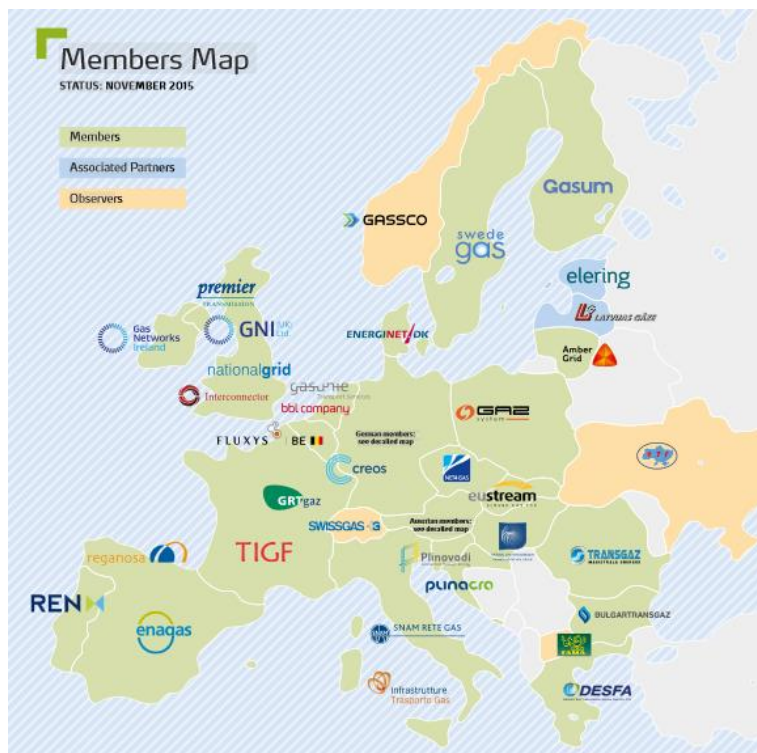 Members Map
STATUS: NOVEMBER 2015
Members
Associated Partners
Observers
Gasum
GASSCO
swede
gas
elering
premier
TRANSMISSION
LATVIJAS GĀZE
Gas
Networks
Ireland
GNI (UK)
Ltd.
ENERGINET/DK
Amber
Grid
nationalgrid
gasunie
Interconnector
bbl company
GAZ
system
FLUXYS BE
German members:
see detailed map
creos
NET4GAS
eustream
GRTgaz
SWISSGAS
Austrian members:
see detailed map
reganosa
TIGF
Plinovodi
TRANSGAZ
plinacro
REN
enagas
BULGARTRANSGAZ
SNAM RETE GAS
Infrastrutture
Trasporto Gas
DESFA